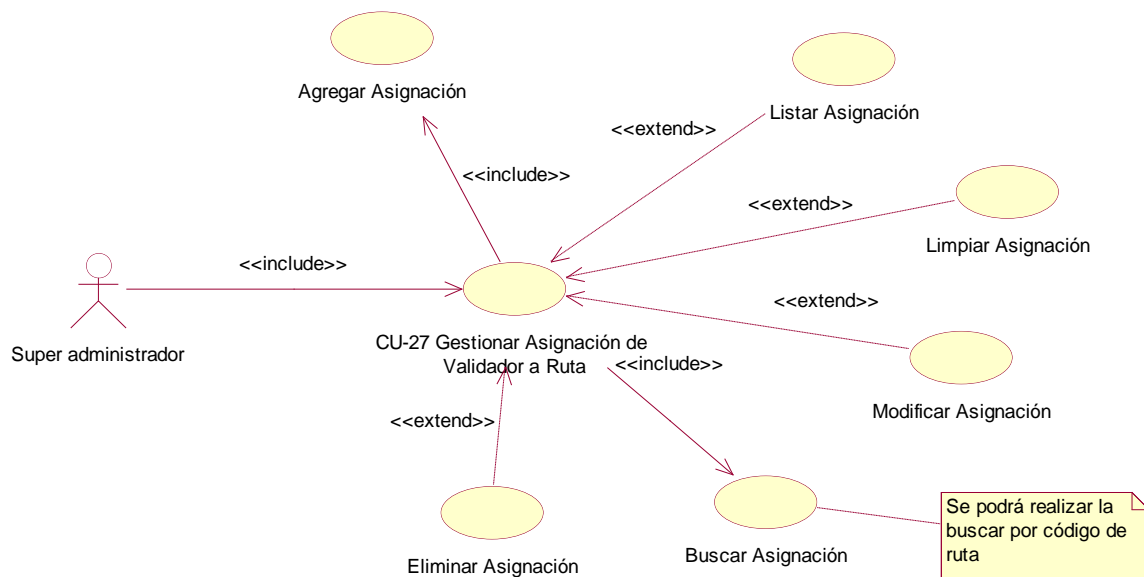 Agregar Asignación
Listar Asignación
<<extend>>
<<include>>
<<extend>>
Limpiar Asignación
<<include>>
<<extend>>
Super administrador
CU-27 Gestionar Asignación de
Validador a Ruta
<<include>>
Modificar Asignación
<<extend>>
Se podrá realizar la
buscar por código de
ruta
Buscar Asignación
Eliminar Asignación